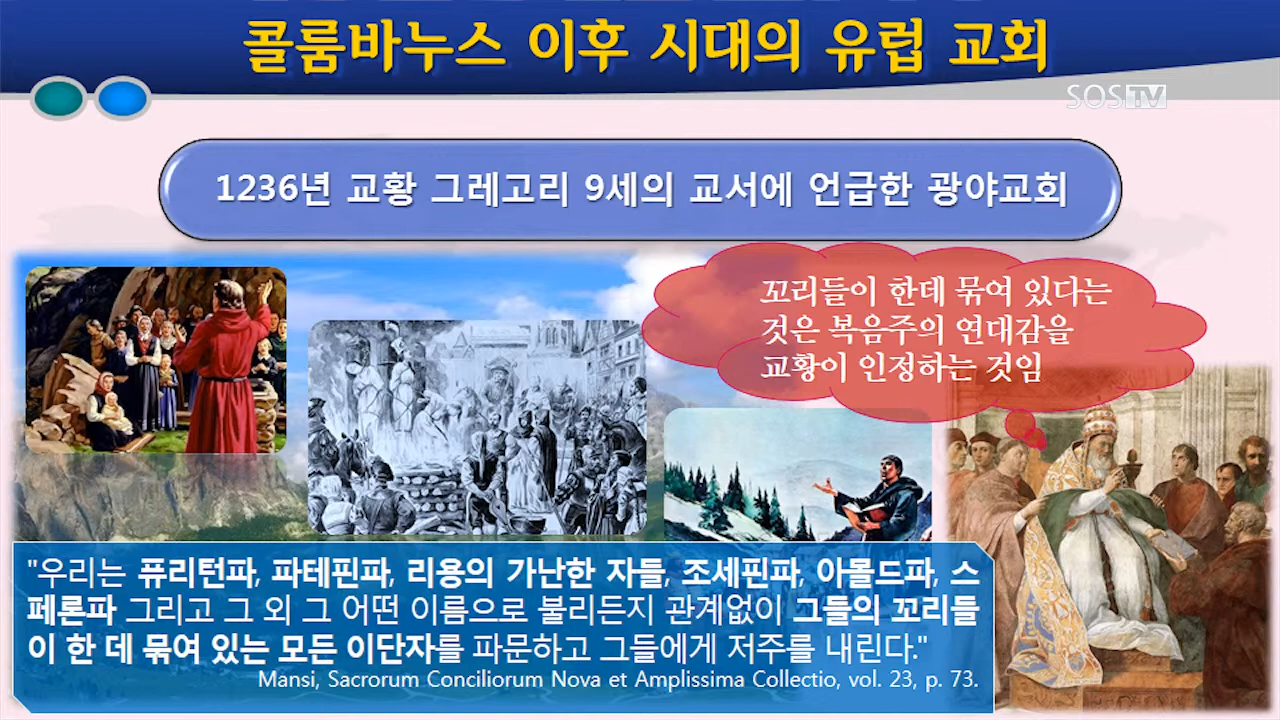 콜룸바누스 이후 시대의 유럽 교회
SOSTV
1236년 교황 그레고리 9세의 교서에 언급한 광야교회
꼬리들이 한데 묶여 있다는
것은 복음주의 연대감을
교황이 인정하는 것임
"우리는 퓨리턴파, 파테핀파, 리용의 가난한 자들, 조세핀파, 아몰드파, 스
페론파 그리고 그 외 그 어떤 이름으로 불리든지 관계없이 그들의 꼬리들
이 한 데 묶여 있는 모든 이단자를 파문하고 그들에게 저주를 내린다."
Mansi, Sacrorum Conciliorum Nova et Amplissima Collectio, vol. 23, p. 73.